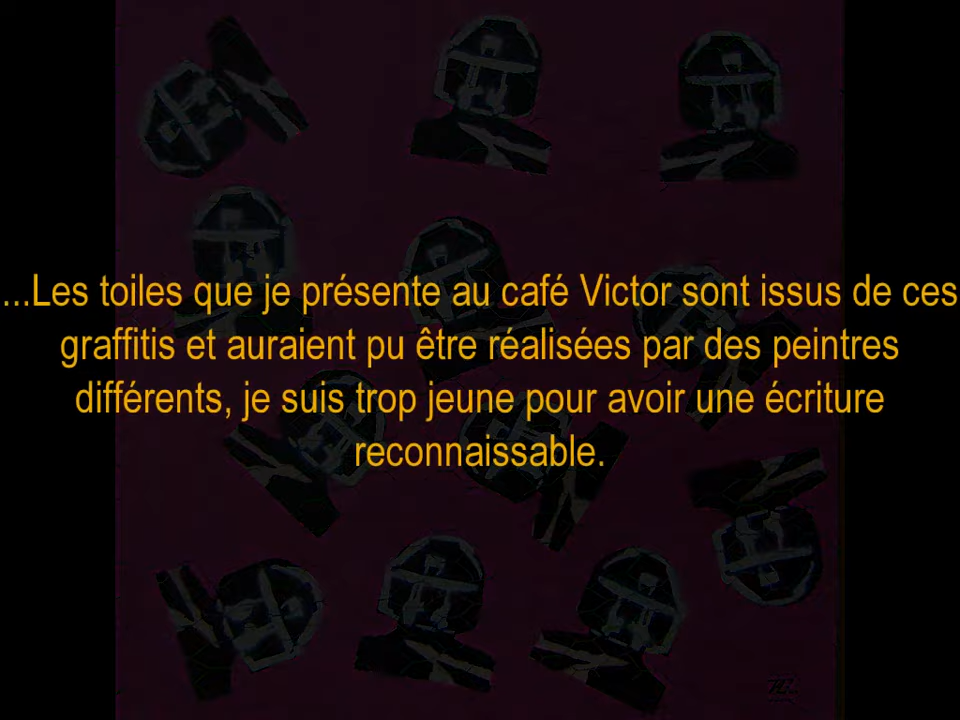 ...Les toiles que je présente au café Victor sont issus de ces
graffitis et auraient pu être réalisées par des peintres
différents, je suis trop jeune pour avoir une écriture
reconnaissable.